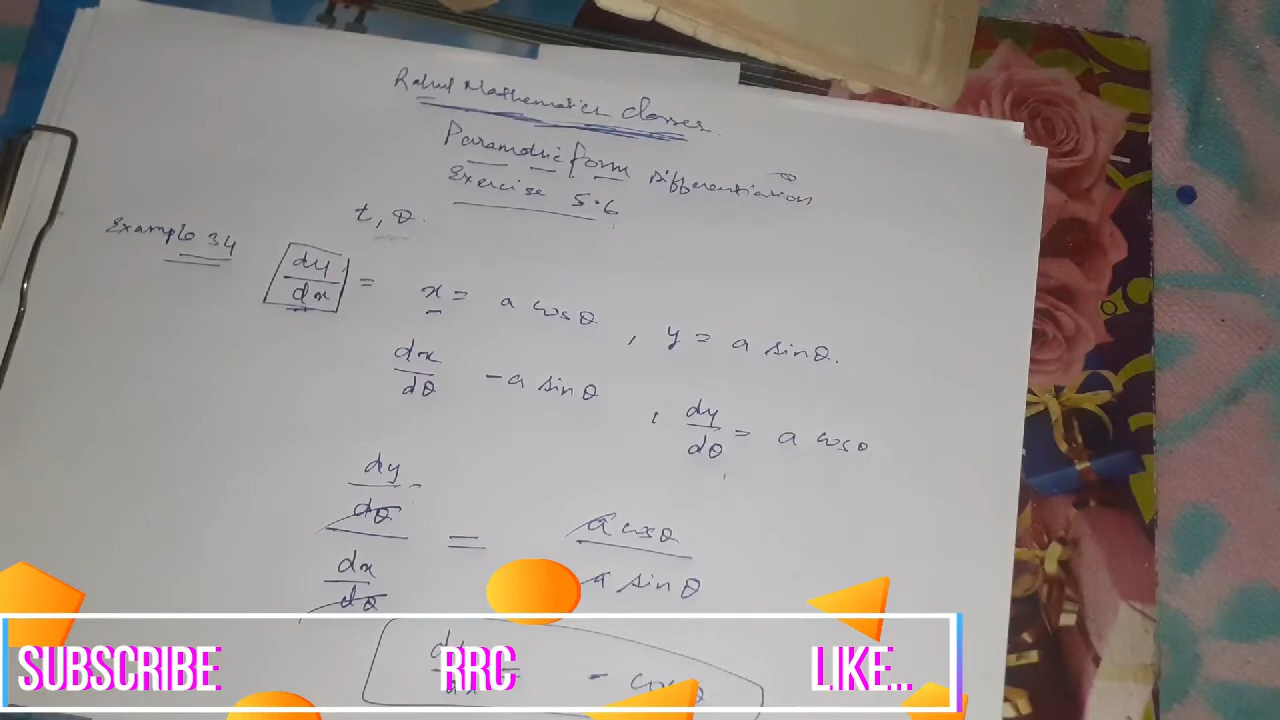 Rahul Mathematics Classes
Parametric form Differentiation
Exercise 5.6
t, θ.
Example 34
dy/dx = x = a cosθ , y = a sinθ.
dx/dθ - a sinθ , dy/dθ = a cosθ
dy/dθ / dx/dθ = a cosθ / a sinθ
SUBSCRIBE RRC LIKE..